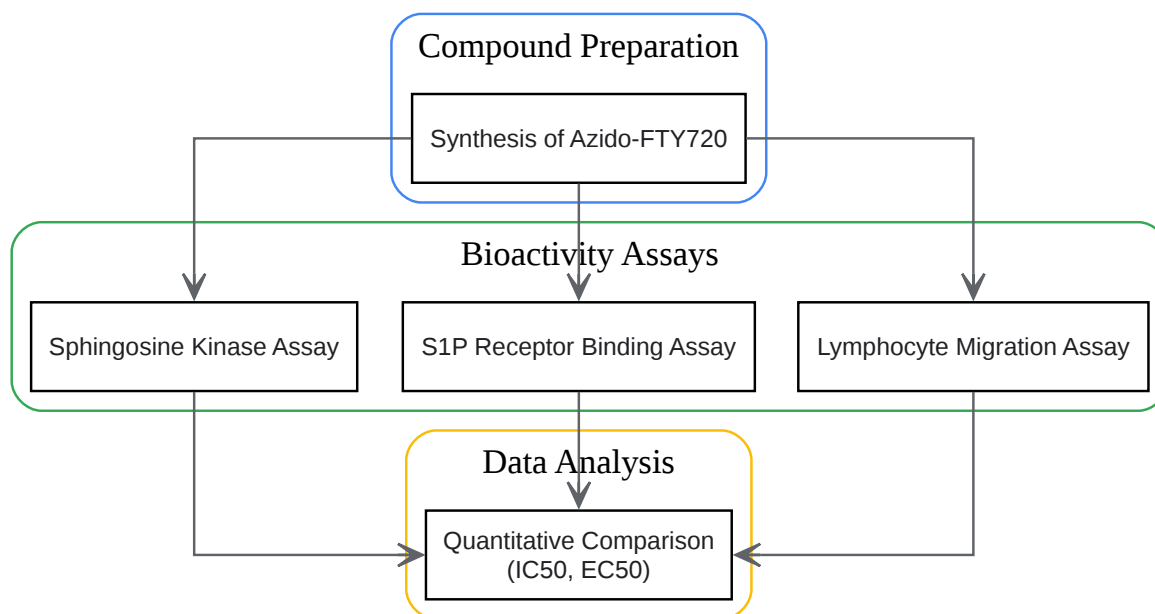 Compound Preparation
Synthesis of Azido-FTY720
Bioactivity Assays
Sphingosine Kinase Assay
S1P Receptor Binding Assay
Lymphocyte Migration Assay
Data Analysis
Quantitative Comparison
(IC50, EC50)